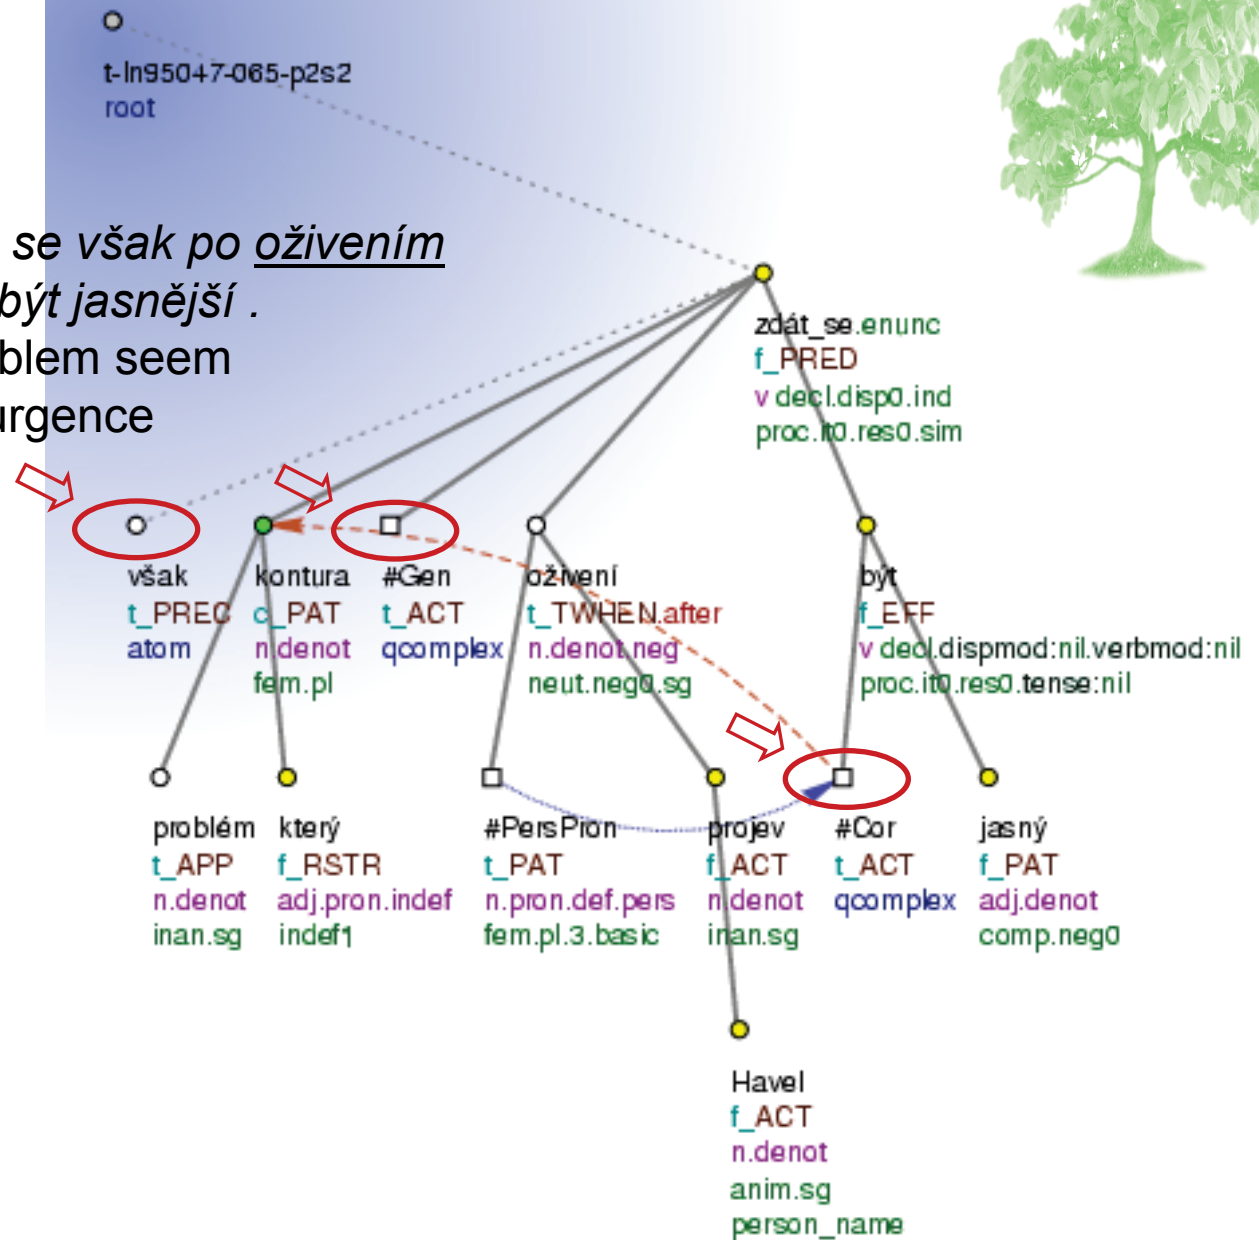 t-ln95047-065-p2s2
root
se však po oživením
být jasnější .
blem seem
urgence
zdát_se.enunc
f_PRED
v decl.disp0.ind
proc.it0.res0.sim
však
t_PREC
atom
kontura
c_PAT
n.denot
fem.pl
#Gen
t_ACT
qcomplex
oživení
t_TWHEN.after
n.denot.neg
neut.neg0.sg
být
f_EFF
v decl.dispmod:nil.verbmod:nil
proc.it0.res0.tense:nil
problém
t_APP
n.denot
inan.sg
který
f_RSTR
adj.pron.indef
indef1
#PersPron
t_PAT
n.pron.def.pers
fem.pl.3.basic
projev
f_ACT
n.denot
inan.sg
#Cor
t_ACT
qcomplex
jasný
f_PAT
adj.denot
comp.neg0
Havel
f_ACT
n.denot
anim.sg
person_name